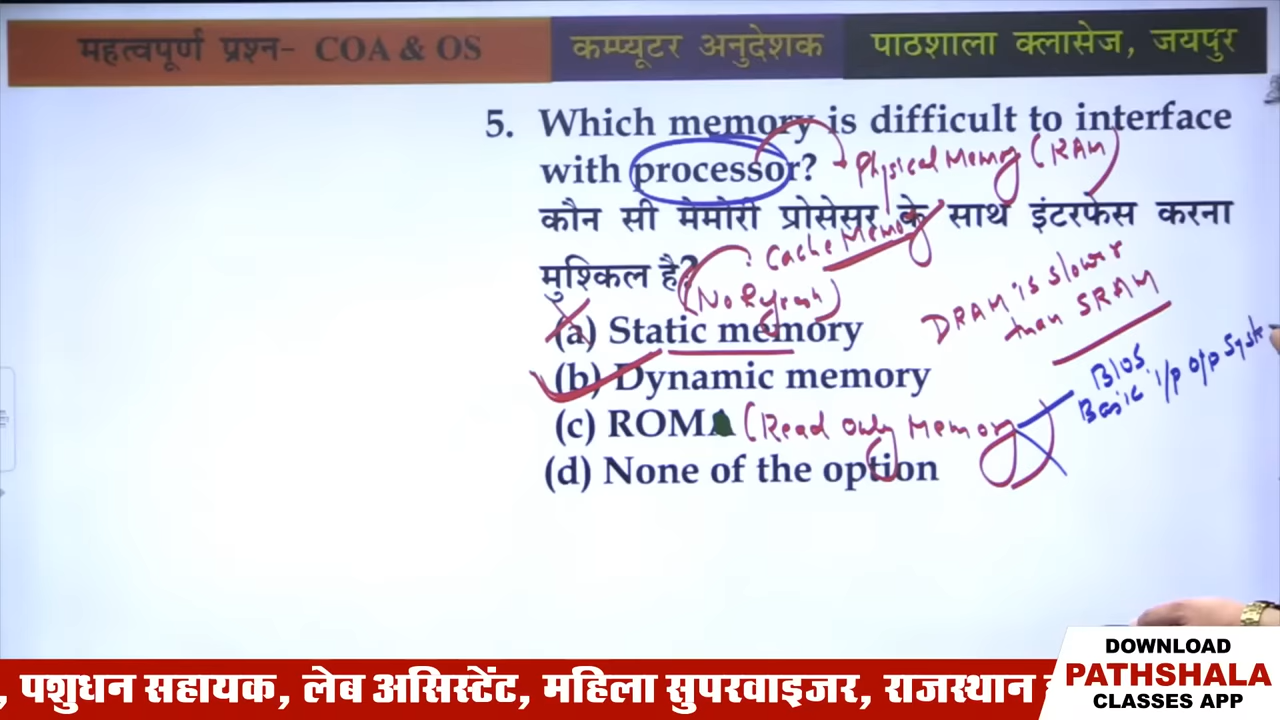 महत्वपूर्ण प्रश्न- COA & OS
कम्प्यूटर अनुदेशक
पाठशाला क्लासेज, जयपुर
5. Which memory is difficult to interface
with processor?
Physical Memory (RAM)
कौन सी मेमोरी प्रोसेसर के साथ इंटरफेस करना
Cache Memory
मुश्किल है?
(No Refresh)
DRAM is slower
than SRAM
(a) Static memory
(b) Dynamic memory
BIOS
Basic i/p o/p Syste
(c) ROM (Read Only Memory)
(d) None of the option
, पशुधन सहायक, लेब असिस्टेंट, महिला सुपरवाइजर, राजस्थान
DOWNLOAD
PATHSHALA
CLASSES APP